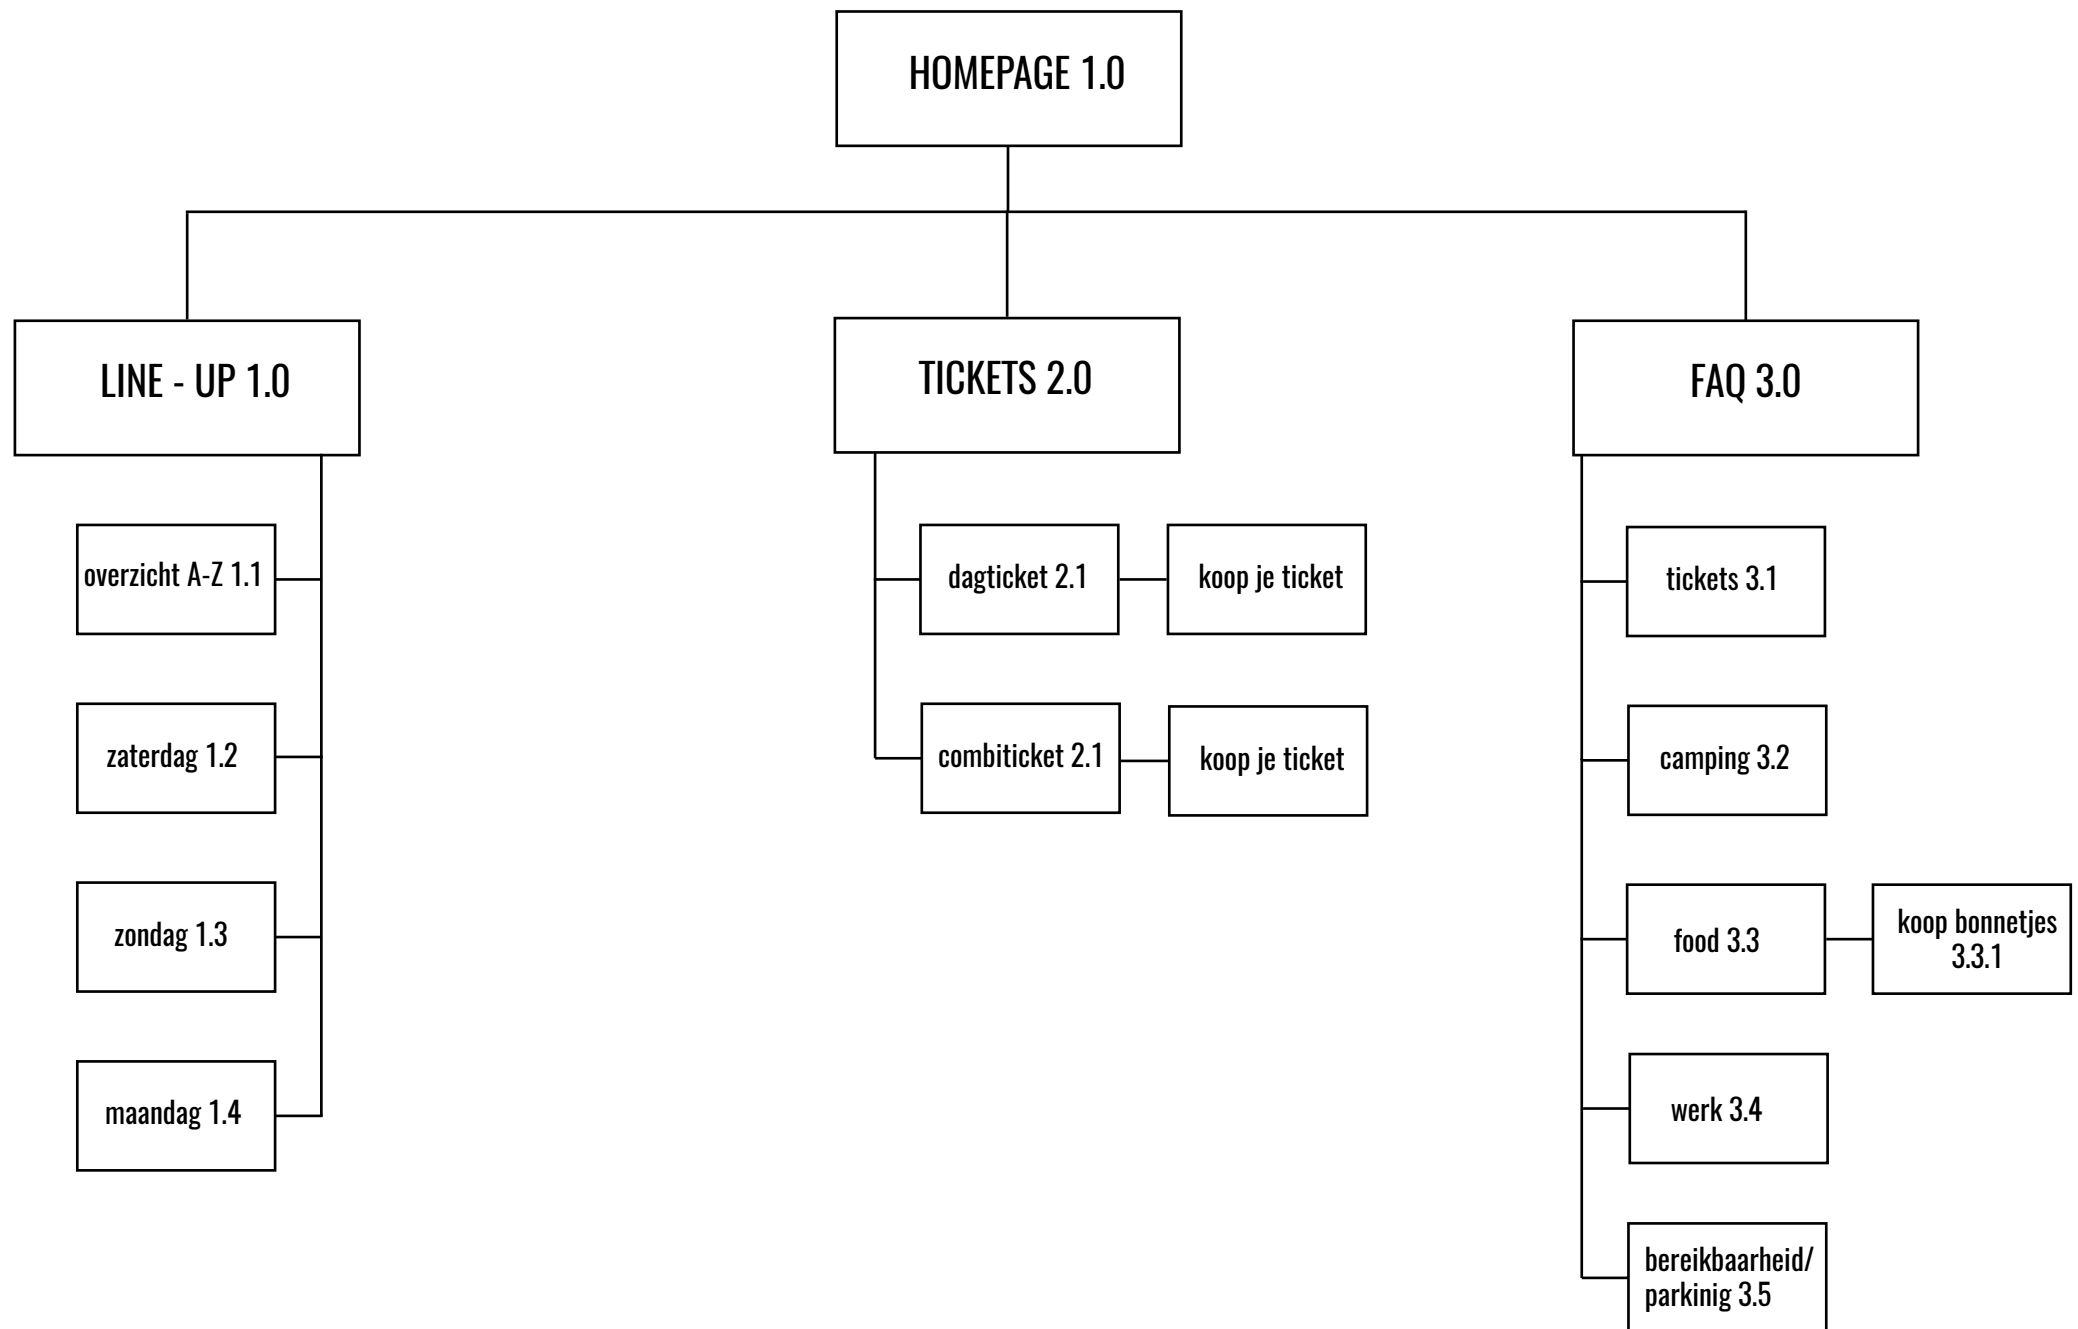 HOMEPAGE 1.0
LINE - UP 1.0
TICKETS 2.0
FAQ 3.0
overzicht A-Z 1.1
zaterdag 1.2
zondag 1.3
maandag 1.4
dagticket 2.1
koop je ticket
combiticket 2.1
koop je ticket
tickets 3.1
camping 3.2
food 3.3
koop bonnetjes
3.3.1
werk 3.4
bereikbaarheid/
parkinig 3.5